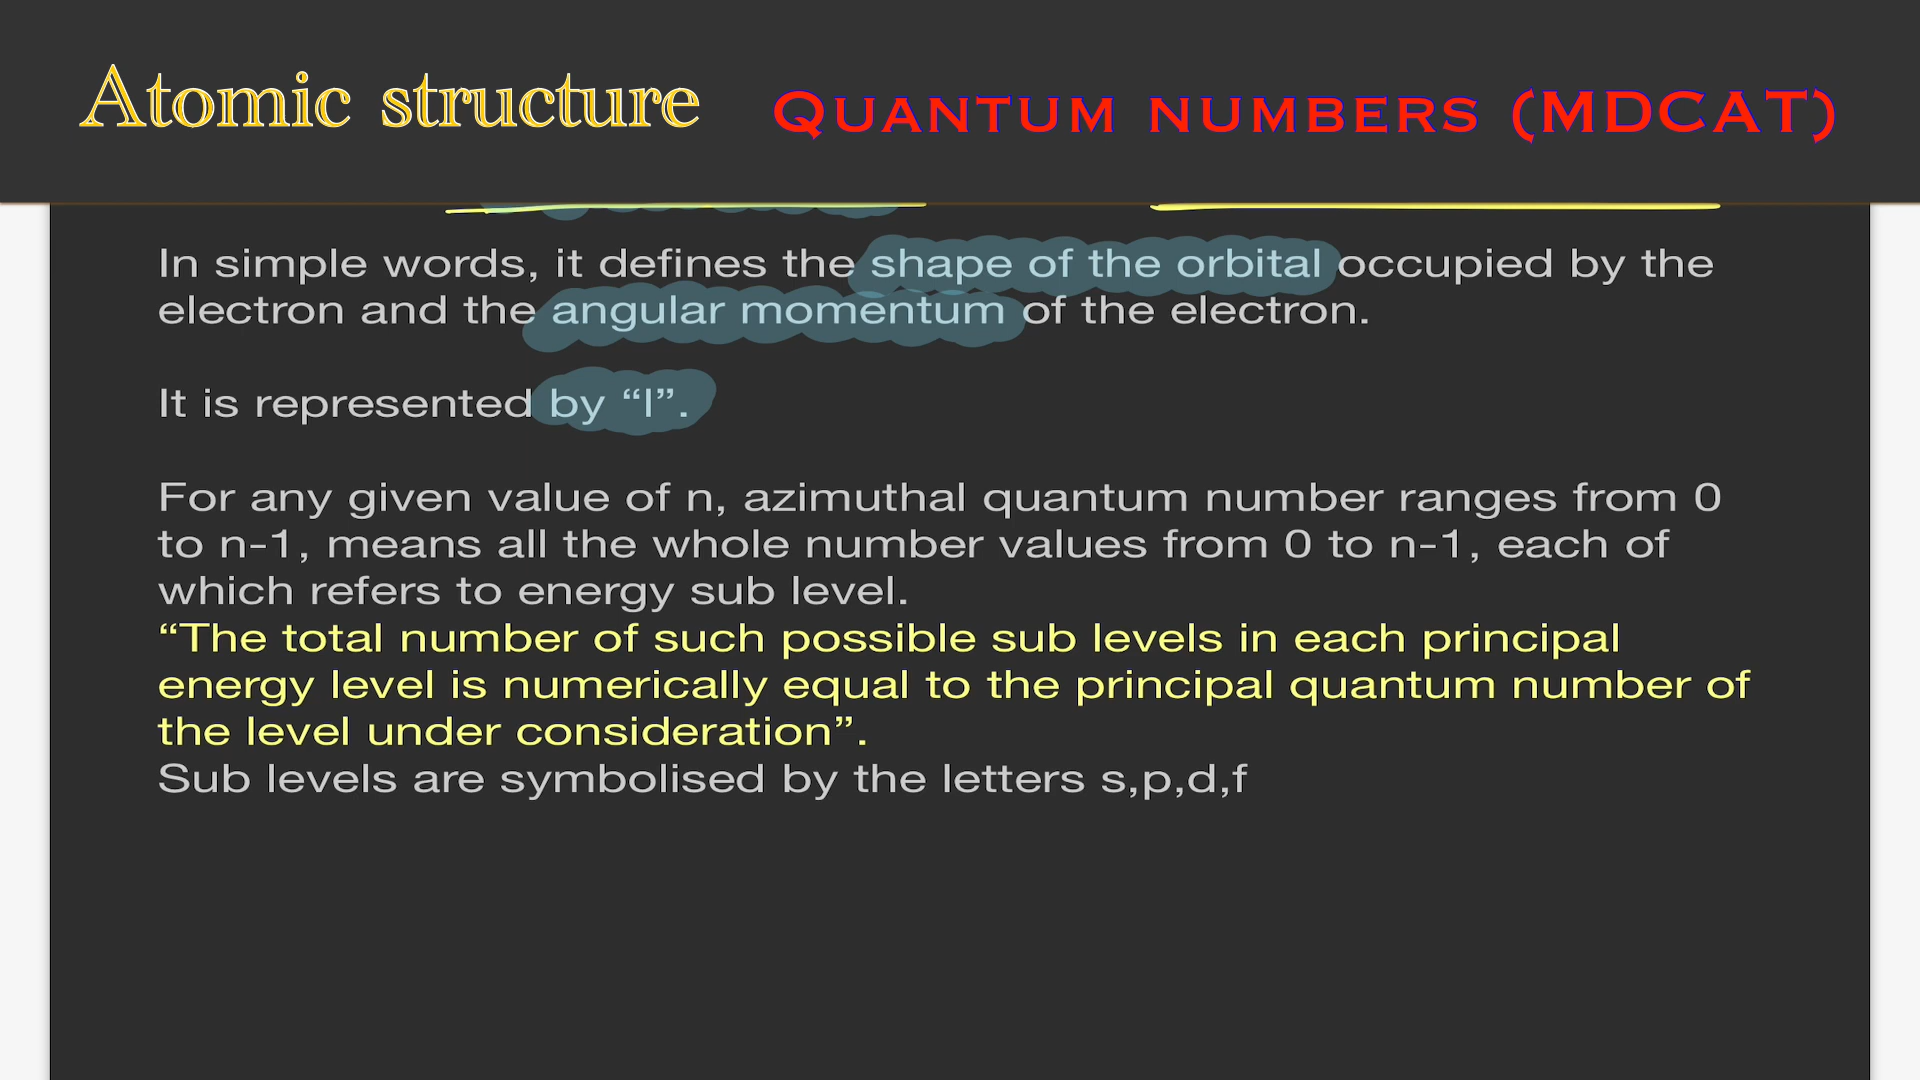 Atomic structure QUANTUM NUMBERS (MDCAT)
In simple words, it defines the shape of the orbital occupied by the
electron and the angular momentum of the electron.
It is represented by “l”.
For any given value of n, azimuthal quantum number ranges from 0
to n-1, means all the whole number values from 0 to n-1, each of
which refers to energy sub level.
“The total number of such possible sub levels in each principal
energy level is numerically equal to the principal quantum number of
the level under consideration”.
Sub levels are symbolised by the letters s,p,d,f